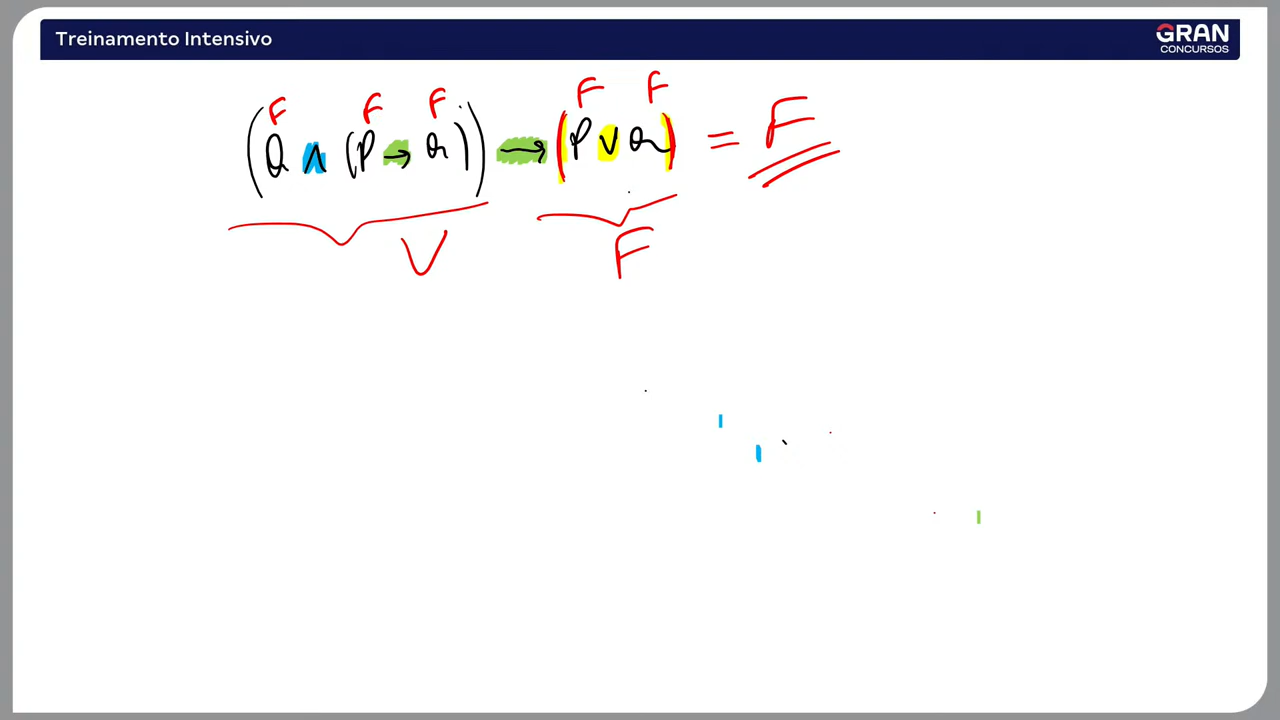 Treinamento Intensivo
GRAN
CONCURSOS
F F F F F
(Q ∧ (P → Q)) → (P ∨ Q) = F
V F